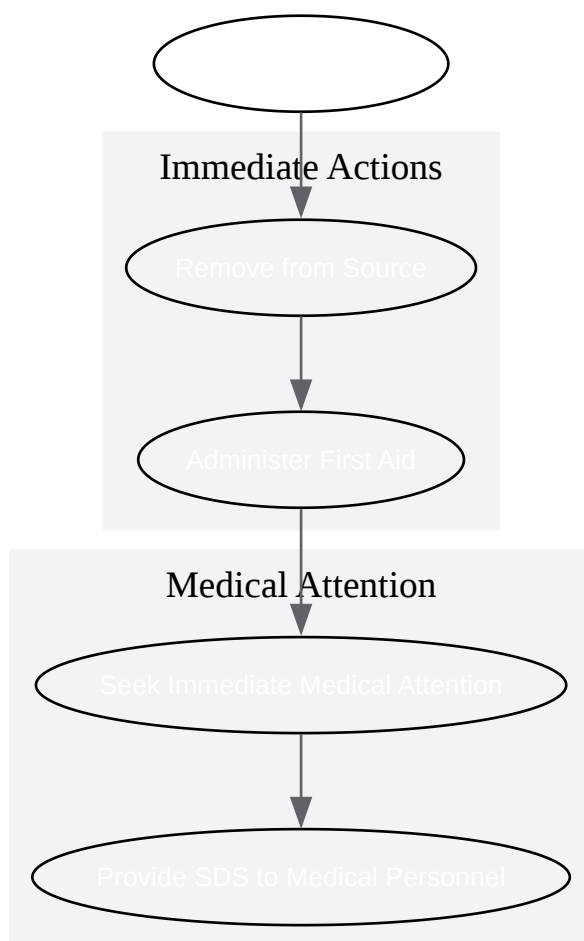 Immediate Actions
Remove from Source
Administer First Aid
Medical Attention
Seek Immediate Medical Attention
Provide SDS to Medical Personnel